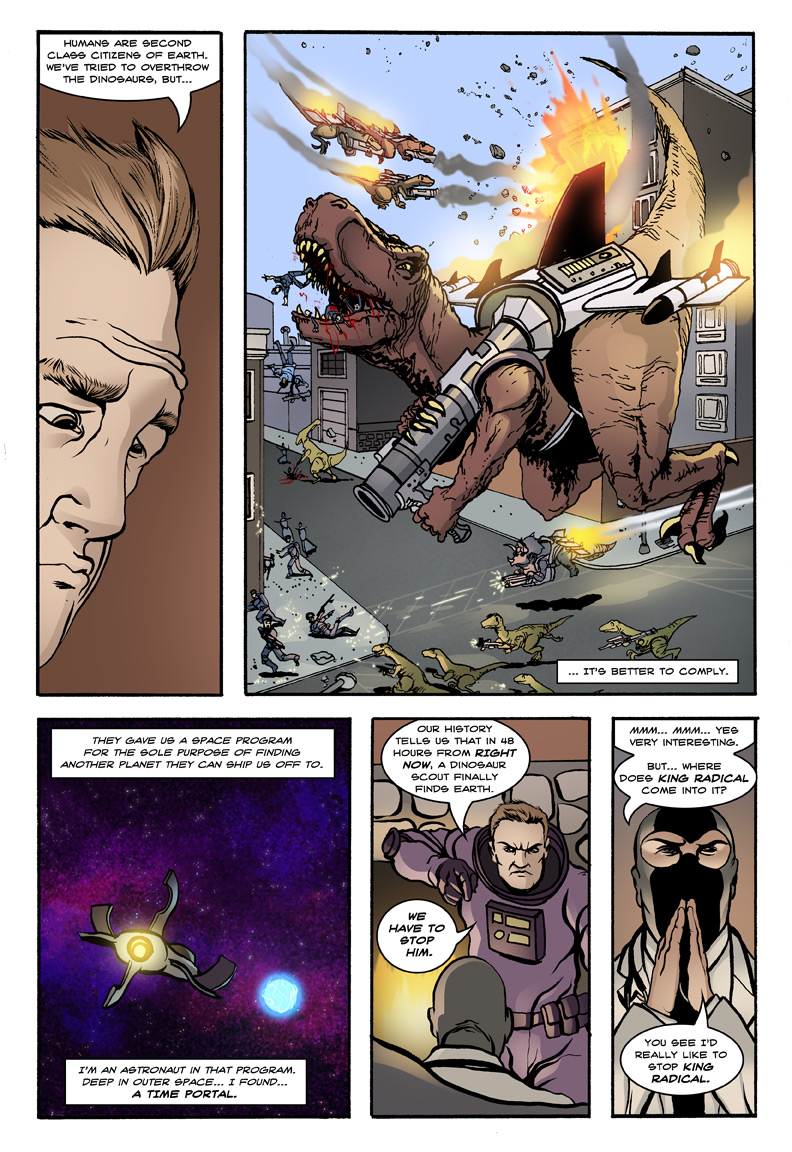 HUMANS ARE SECOND
CLASS CITIZENS OF EARTH.
WE'VE TRIED TO OVERTHROW
THE DINOSAURS, BUT...
... IT'S BETTER TO COMPLY.
THEY GAVE US A SPACE PROGRAM
FOR THE SOLE PURPOSE OF FINDING
ANOTHER PLANET THEY CAN SHIP US OFF TO.
I'M AN ASTRONAUT IN THAT PROGRAM.
DEEP IN OUTER SPACE... I FOUND...
A TIME PORTAL.
OUR HISTORY
TELLS US THAT IN 48
HOURS FROM RIGHT
NOW, A DINOSAUR
SCOUT FINALLY
FINDS EARTH.
WE
HAVE TO
STOP
HIM.
MMM... MMM... YES
VERY INTERESTING.
BUT... WHERE
DOES KING RADICAL
COME INTO IT?
YOU SEE I'D
REALLY LIKE TO
STOP KING
RADICAL.